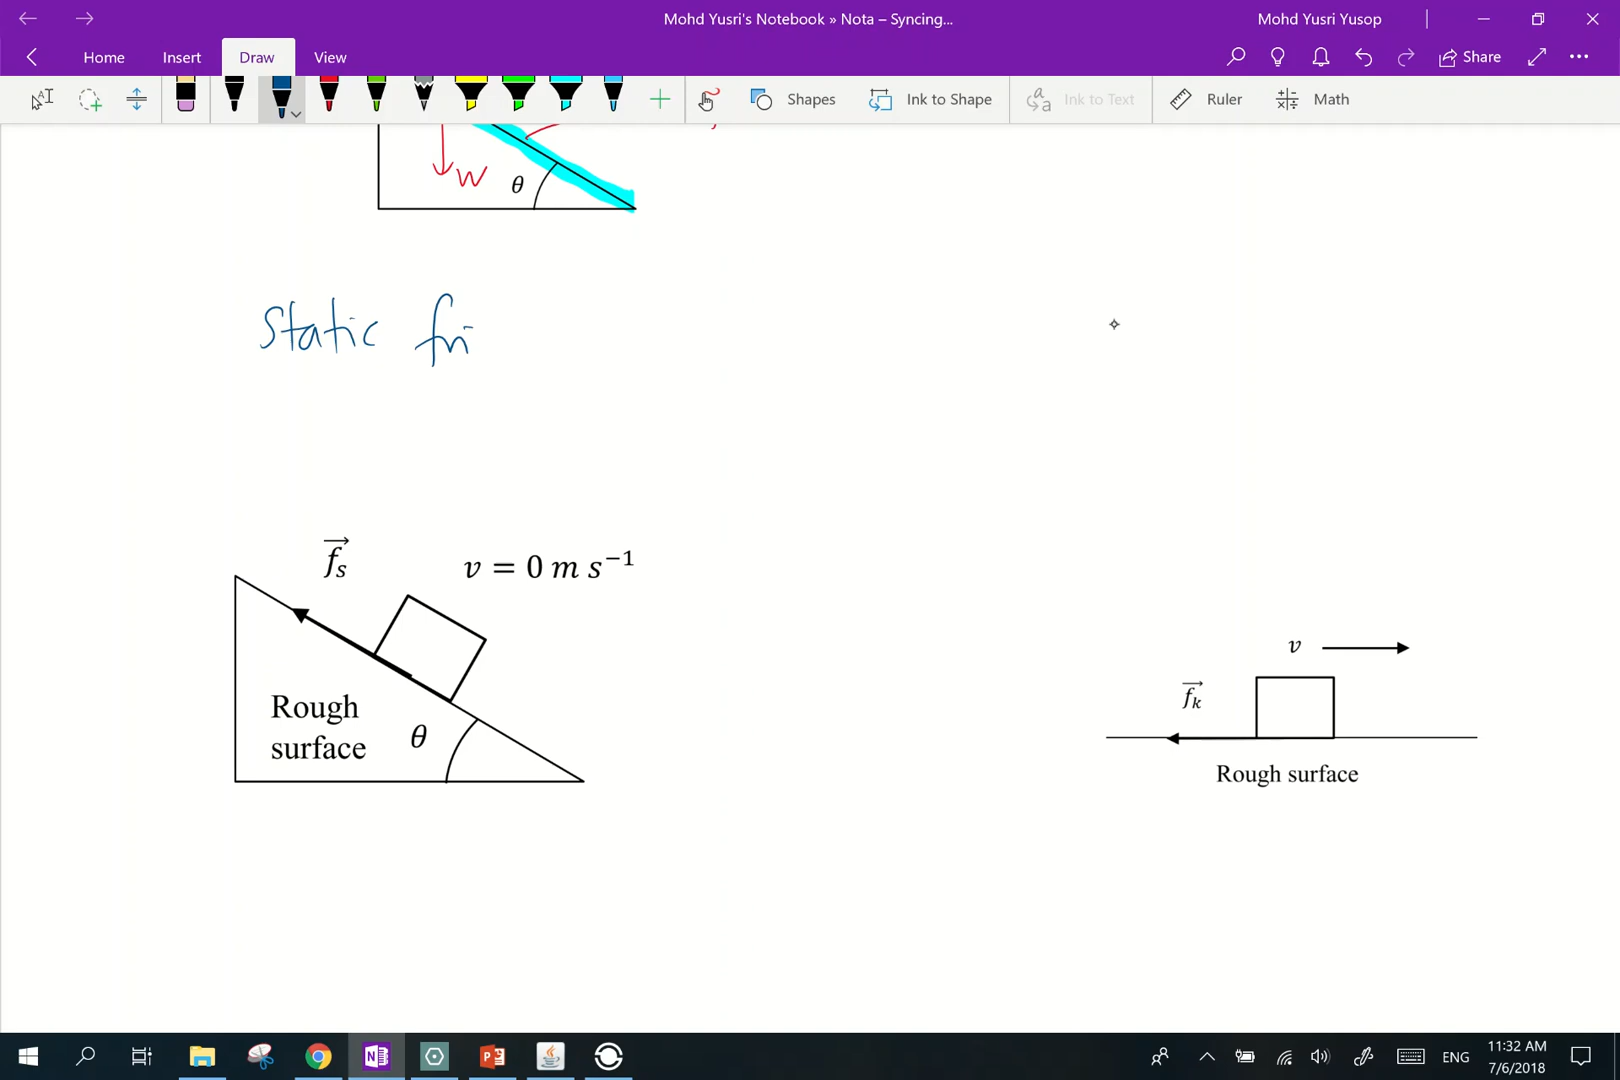 Mohd Yusri's Notebook » Nota – Syncing...
Mohd Yusri Yusop
Home
Insert
Draw
View
Share
Shapes
Ink to Shape
Ink to Text
Ruler
Math
W
θ
Static fri
f⃗ₛ
v = 0 m s⁻¹
Rough
surface
θ
v
f⃗ₖ
Rough surface
ENG
11:32 AM
7/6/2018